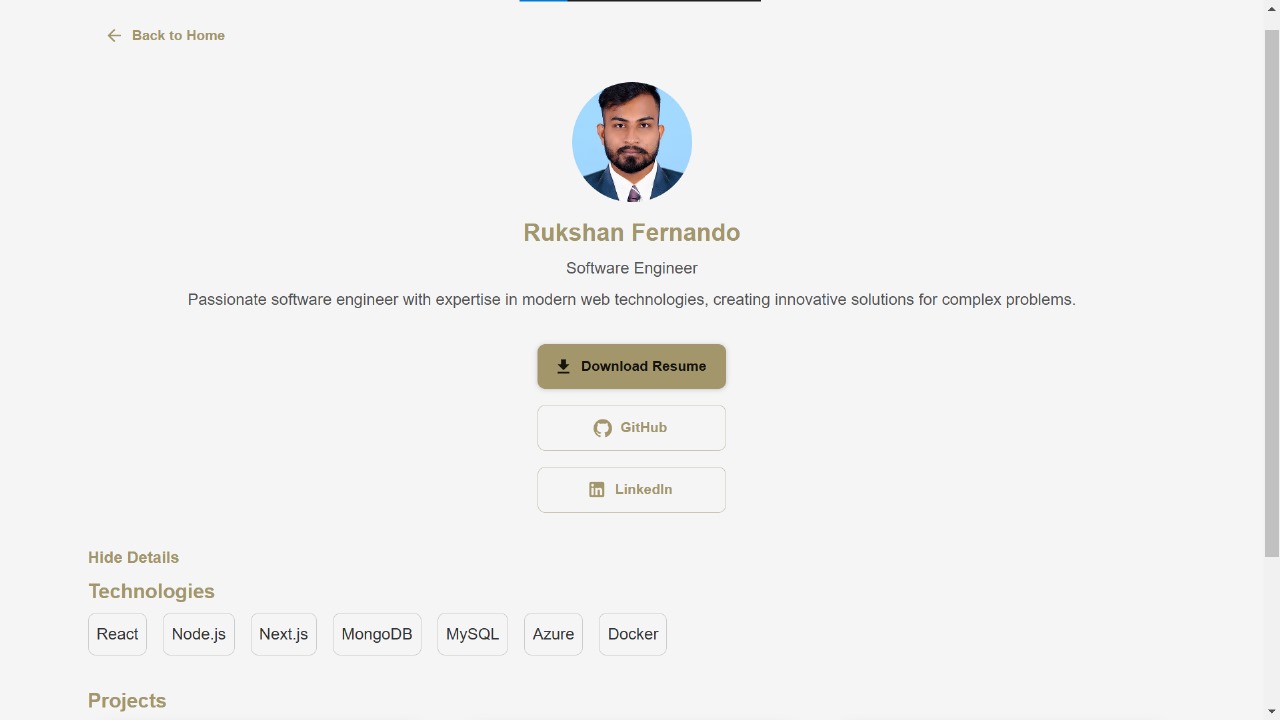 Back to Home
Rukshan Fernando
Software Engineer
Passionate software engineer with expertise in modern web technologies, creating innovative solutions for complex problems.
Download Resume
GitHub
LinkedIn
Hide Details
Technologies
React Node.js Next.js MongoDB MySQL Azure Docker
Projects